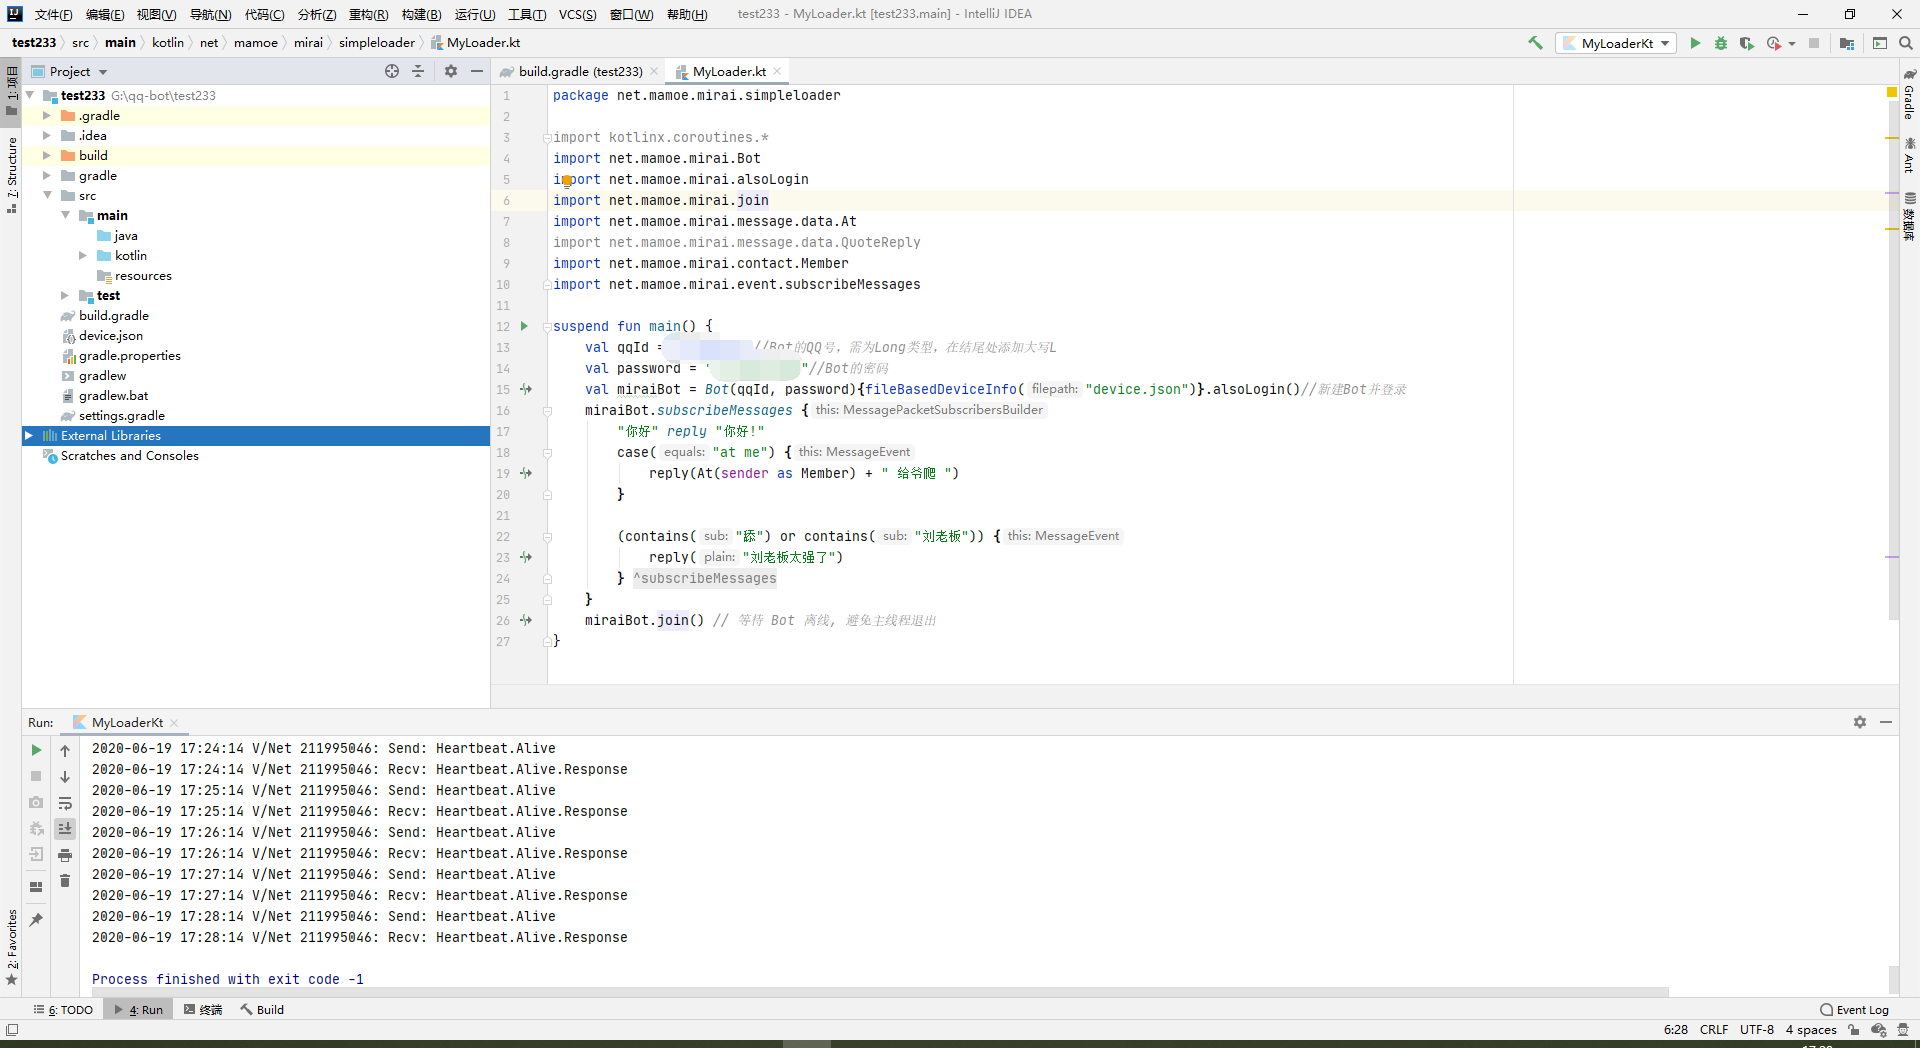 文件(F) 编辑(E) 视图(V) 导航(N) 代码(C) 分析(Z) 重构(R) 构建(B) 运行(U) 工具(T) VCS(S) 窗口(W) 帮助(H) test233 - MyLoader.kt [test233.main] - IntelliJ IDEA
test233 src main kotlin net mamoe mirai simpleloader MyLoader.kt MyLoaderKt
Project
build.gradle (test233) MyLoader.kt
1: 项目
7: Structure
2: Favorites
test233 G:\qq-bot\test233
.gradle
.idea
build
gradle
src
main
java
kotlin
resources
test
build.gradle
device.json
gradle.properties
gradlew
gradlew.bat
settings.gradle
External Libraries
Scratches and Consoles
1 package net.mamoe.mirai.simpleloader
2
3 import kotlinx.coroutines.*
4 import net.mamoe.mirai.Bot
5 import net.mamoe.mirai.alsoLogin
6 import net.mamoe.mirai.join
7 import net.mamoe.mirai.message.data.At
8 import net.mamoe.mirai.message.data.QuoteReply
9 import net.mamoe.mirai.contact.Member
10 import net.mamoe.mirai.event.subscribeMessages
11
12 suspend fun main() {
13 val qqId = //Bot的QQ号，需为Long类型，在结尾处添加大写L
14 val password = " "//Bot的密码
15 val miraiBot = Bot(qqId, password){fileBasedDeviceInfo( filepath: "device.json")}.alsoLogin()//新建Bot并登录
16 miraiBot.subscribeMessages { this: MessagePacketSubscribersBuilder
17 "你好" reply "你好!"
18 case( equals: "at me") { this: MessageEvent
19 reply(At(sender as Member) + " 给爷爬 ")
20 }
21
22 (contains( sub: "舔") or contains( sub: "刘老板")) { this: MessageEvent
23 reply( plain: "刘老板太强了")
24 } ^subscribeMessages
25 }
26 miraiBot.join() // 等待 Bot 离线, 避免主线程退出
27 }
Gradle
Ant
数据库
Run: MyLoaderKt
2020-06-19 17:24:14 V/Net 211995046: Send: Heartbeat.Alive
2020-06-19 17:24:14 V/Net 211995046: Recv: Heartbeat.Alive.Response
2020-06-19 17:25:14 V/Net 211995046: Send: Heartbeat.Alive
2020-06-19 17:25:14 V/Net 211995046: Recv: Heartbeat.Alive.Response
2020-06-19 17:26:14 V/Net 211995046: Send: Heartbeat.Alive
2020-06-19 17:26:14 V/Net 211995046: Recv: Heartbeat.Alive.Response
2020-06-19 17:27:14 V/Net 211995046: Send: Heartbeat.Alive
2020-06-19 17:27:14 V/Net 211995046: Recv: Heartbeat.Alive.Response
2020-06-19 17:28:14 V/Net 211995046: Send: Heartbeat.Alive
2020-06-19 17:28:14 V/Net 211995046: Recv: Heartbeat.Alive.Response
Process finished with exit code -1
6: TODO 4: Run 终端 Build Event Log
6:28 CRLF UTF-8 4 spaces